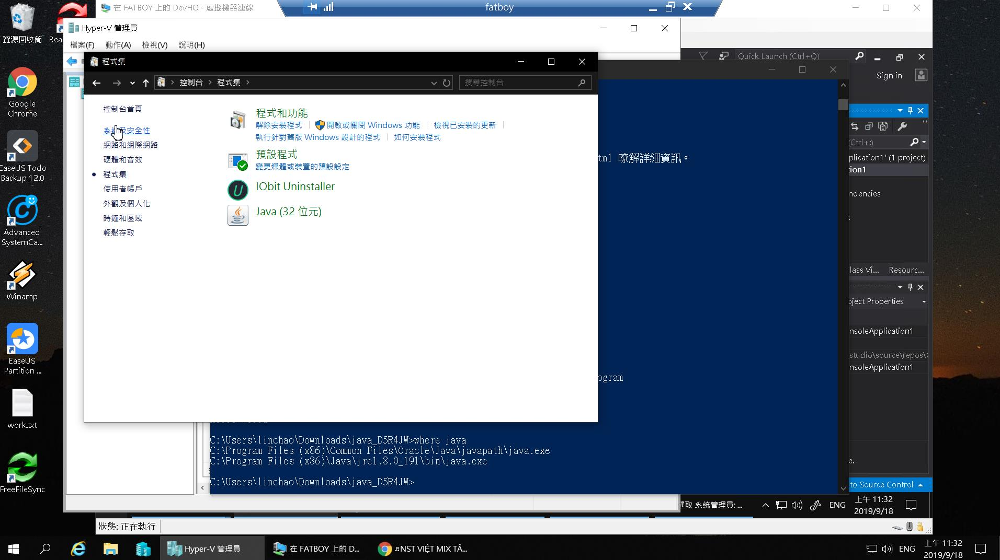 資源回收筒
Rea
在 FATBOY 上的 DevHO - 虛擬機器連線
fatboy
Hyper-V 管理員
檔案(F) 動作(A) 檢視(V) 說明(H)
程式集
控制台 程式集
搜尋控制台
控制台首頁
系統及安全性
網路和網際網路
硬體和音效
程式集
使用者帳戶
外觀及個人化
時鐘和區域
輕鬆存取
程式和功能
解除安裝程式 開啟或關閉 Windows 功能 檢視已安裝的更新
執行針對舊版 Windows 設計的程式 如何安裝程式
預設程式
變更媒體或裝置的預設設定
IObit Uninstaller
Java (32 位元)
Quick Launch (Ctrl+Q)
Sign in
(Ctrl+;)
plication1' (1 project)
ion1
ndencies
lass Vi... Resourc...
ject Properties
nsoleApplication1
studio\source\repos\
nsoleApplication1
e.
to Source Control
tml 瞭解詳細資訊。
ogram
C:\Users\linchao\Downloads\java_D5R4JW>where java
C:\Program Files (x86)\Common Files\Oracle\Java\javapath\java.exe
C:\Program Files (x86)\Java\jre1.8.0_191\bin\java.exe
C:\Users\linchao\Downloads\java_D5R4JW>
選取 系統管理員: ...
ENG
上午 11:32
2019/9/18
狀態: 正在執行
Google
Chrome
EaseUS Todo
Backup 12.0
Advanced
SystemCa...
Winamp
EaseUS
Partition ...
work.txt
FreeFileSync
Hyper-V 管理員
在 FATBOY 上的 D...
♬NST VIỆT MIX TÂ...
ENG
上午 11:32
2019/9/18